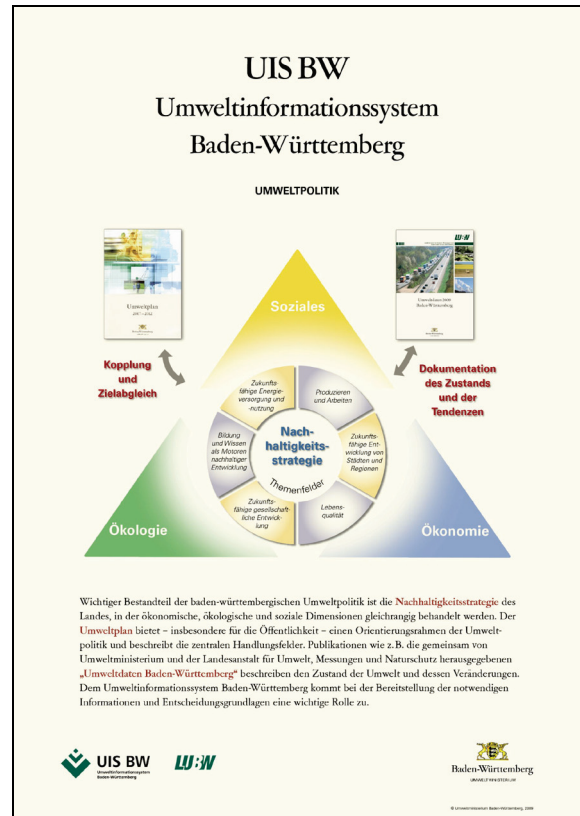 UIS BW
Umweltinformationssystem
Baden-Württemberg
UMWELTPOLITIK
LUBW
Umweltplan
Umweltdaten 2009
Baden-Württemberg
Soziales
Kopplung
und
Zielabgleich
Dokumentation
des Zustands
und der
Tendenzen
Zukunfts-
fähige Energie-
versorgung und
-nutzung
Produzieren
und Arbeiten
Bildung
und Wissen
als Motoren
nachhaltiger
Entwicklung
Nach-
haltigkeits-
strategie
Zukunfts-
fähige Ent-
wicklung von
Städten und
Regionen
Themenfelder
Zukunfts-
fähige gesellschaft-
liche Entwick-
lung
Lebens-
qualität
Ökologie
Ökonomie
Wichtiger Bestandteil der baden-württembergischen Umweltpolitik ist die Nachhaltigkeitsstrategie des
Landes, in der ökonomische, ökologische und soziale Dimensionen gleichrangig behandelt werden. Der
Umweltplan bietet – insbesondere für die Öffentlichkeit – einen Orientierungsrahmen der Umwelt-
politik und beschreibt die zentralen Handlungsfelder. Publikationen wie z. B. die gemeinsam von
Umweltministerium und der Landesanstalt für Umwelt, Messungen und Naturschutz herausgegebenen
„Umweltdaten Baden-Württemberg“ beschreiben den Zustand der Umwelt und dessen Veränderungen.
Dem Umweltinformationssystem Baden-Württemberg kommt bei der Bereitstellung der notwendigen
Informationen und Entscheidungsgrundlagen eine wichtige Rolle zu.
UIS BW
Umweltinformationssystem
Baden-Württemberg
LUBW
Baden-Württemberg
UMWELTMINISTERIUM
© Umweltministerium Baden-Württemberg, 2009